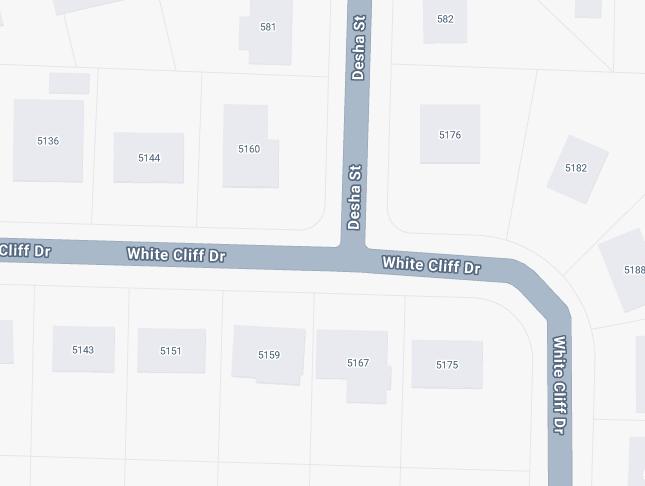 581
Desha St
582
5136
5144
5160
5176
5182
Desha St
Cliff Dr
White Cliff Dr
White Cliff Dr
5188
5143
5151
5159
5167
5175
White Cliff Dr